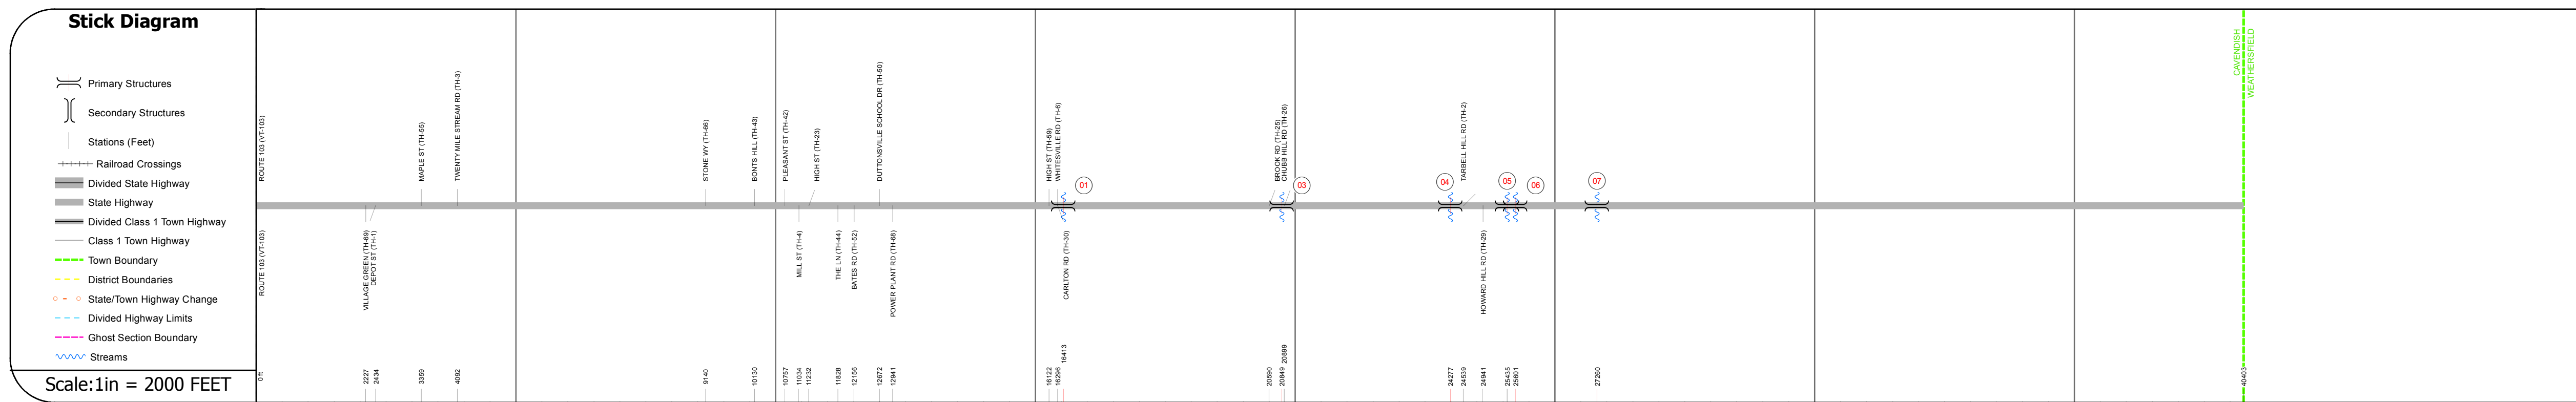 Stick Diagram
Primary Structures
Secondary Structures
Stations (Feet)
Railroad Crossings
Divided State Highway
State Highway
Divided Class 1 Town Highway
Class 1 Town Highway
Town Boundary
District Boundaries
State/Town Highway Change
Divided Highway Limits
Ghost Section Boundary
Streams
Scale:1in = 2000 FEET
ROUTE 103 (VT-103)
MAPLE ST (TH-55)
TWENTY MILE STREAM RD (TH-3)
STONE WY (TH-66)
BONTS HILL (TH-43)
PLEASANT ST (TH-42)
HIGH ST (TH-23)
DUTTONSVILLE SCHOOL DR (TH-50)
HIGH ST (TH-59)
WHITESVILLE RD (TH-6)
01
BROOK RD (TH-25)
CHUBB HILL RD (TH-26)
03
04
TARBELL HILL RD (TH-2)
05
06
07
CAVENDISH
WEATHERSFIELD
ROUTE 103 (VT-103)
VILLAGE GREEN (TH-69)
DEPOT ST (TH-1)
MILL ST (TH-4)
THE LN (TH-44)
BATES RD (TH-52)
POWER PLANT RD (TH-68)
CARLTON RD (TH-30)
HOWARD HILL RD (TH-29)
0 ft
2227
2434
3359
4092
9140
10130
10757
11034
11232
11828
12156
12672
12941
16122
16296
16413
20590
20849
20899
24277
24539
24941
25435
25601
27260
40403